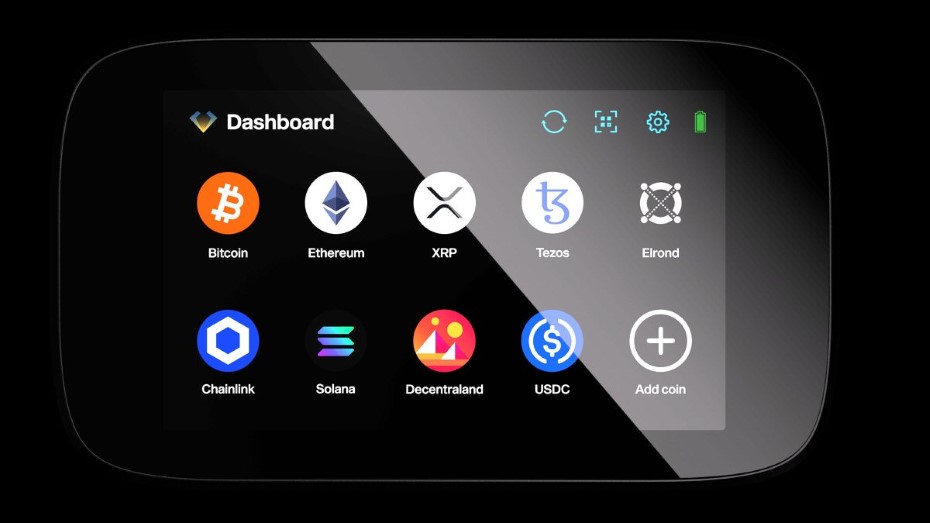 Dashboard
Bitcoin
Ethereum
XRP
Tezos
Elrond
Chainlink
Solana
Decentraland
USDC
Add coin